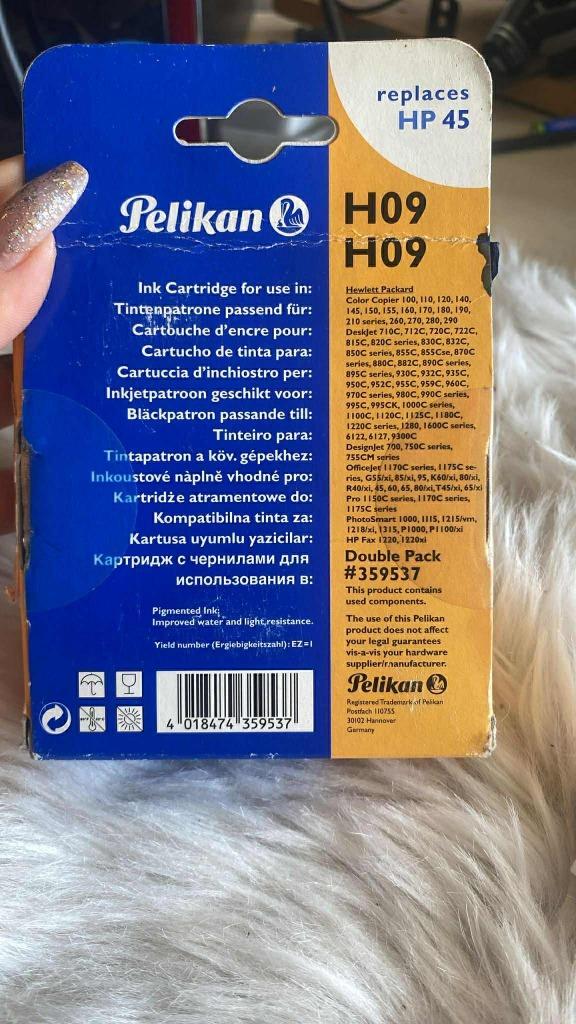 replaces
HP 45
Pelikan
H09
H09
Ink Cartridge for use in:
Tintenpatrone passend für:
Cartouche d'encre pour:
Cartucho de tinta para:
Cartuccia d'inchiostro per:
Inkjetpatroon geschikt voor:
Bläckpatron passande till:
Tinteiro para:
Tintapatron a köv. gépekhez:
Inkoustové nàplně vhodné pro:
Kartridże atramentowe do:
Kompatibilna tinta za:
Kartusa uyumlu yazicilar:
Картридж с чернилами для
использования в:
Pigmented Ink:
Improved water and light resistance.
Yield number (Ergiebigkeitszahl): EZ=1
4 018474 359537
Hewlett Packard
Color Copier 100, 110, 120, 140,
145, 150, 155, 160, 170, 180, 190,
210 series, 260, 270, 280, 290
DeskJet 710C, 712C, 720C, 722C,
815C, 820C series, 830C, 832C,
850C series, 855C, 855Cse, 870C
series, 880C, 882C, 890C series,
895C series, 930C, 932C, 935C,
950C, 952C, 955C, 959C, 960C,
970C series, 980C, 990C series,
995C, 995CK, 1000C series,
1100C, 1120C, 1125C, 1180C,
1220C series, 1280, 1600C series,
6122, 6127, 9300C
DesignJet 700, 750C series,
755CM series
OfficeJet 1170C series, 1175C se-
ries, G55/xi, 85/xi, 95, K60/xi, 80/xi,
R40/xi, 45, 60, 65, 80/xi, T45/xi, 65/xi
Pro 1150C series, 1170C series,
1175C series
PhotoSmart 1000, 1115, 1215/vm,
1218/xi, 1315, P1000, P1100/xi
HP Fax 1220, 1220xi
Double Pack
#359537
This product contains
used components.
The use of this Pelikan
product does not affect
your legal guarantees
vis-a-vis your hardware
supplier/manufacturer.
Pelikan
Registered Trademark of Pelikan
Postfach 110755
30102 Hannover
Germany